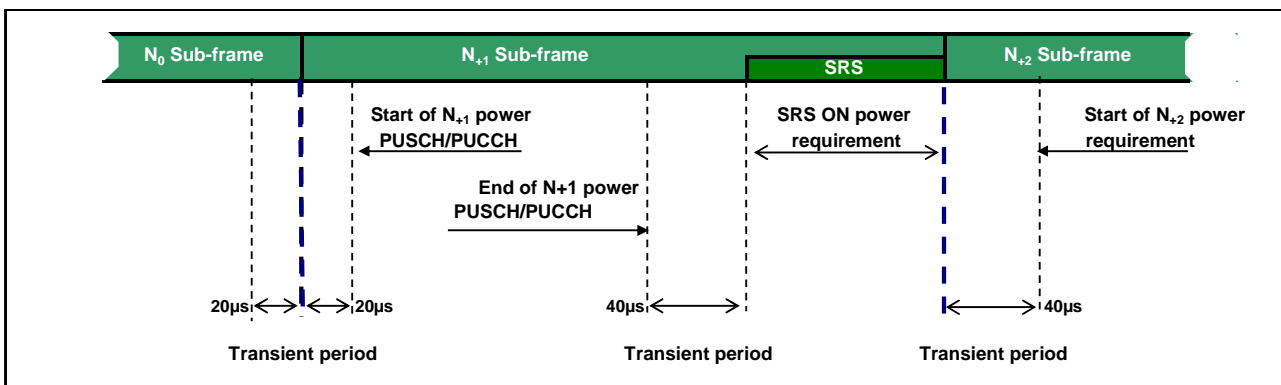 N₀ Sub-frame
N₊₁ Sub-frame
SRS
N₊₂ Sub-frame
Start of N₊₁ power
PUSCH/PUCCH
SRS ON power
requirement
Start of N₊₂ power
requirement
End of N+1 power
PUSCH/PUCCH
20µs
20µs
40µs
40µs
Transient period
Transient period
Transient period